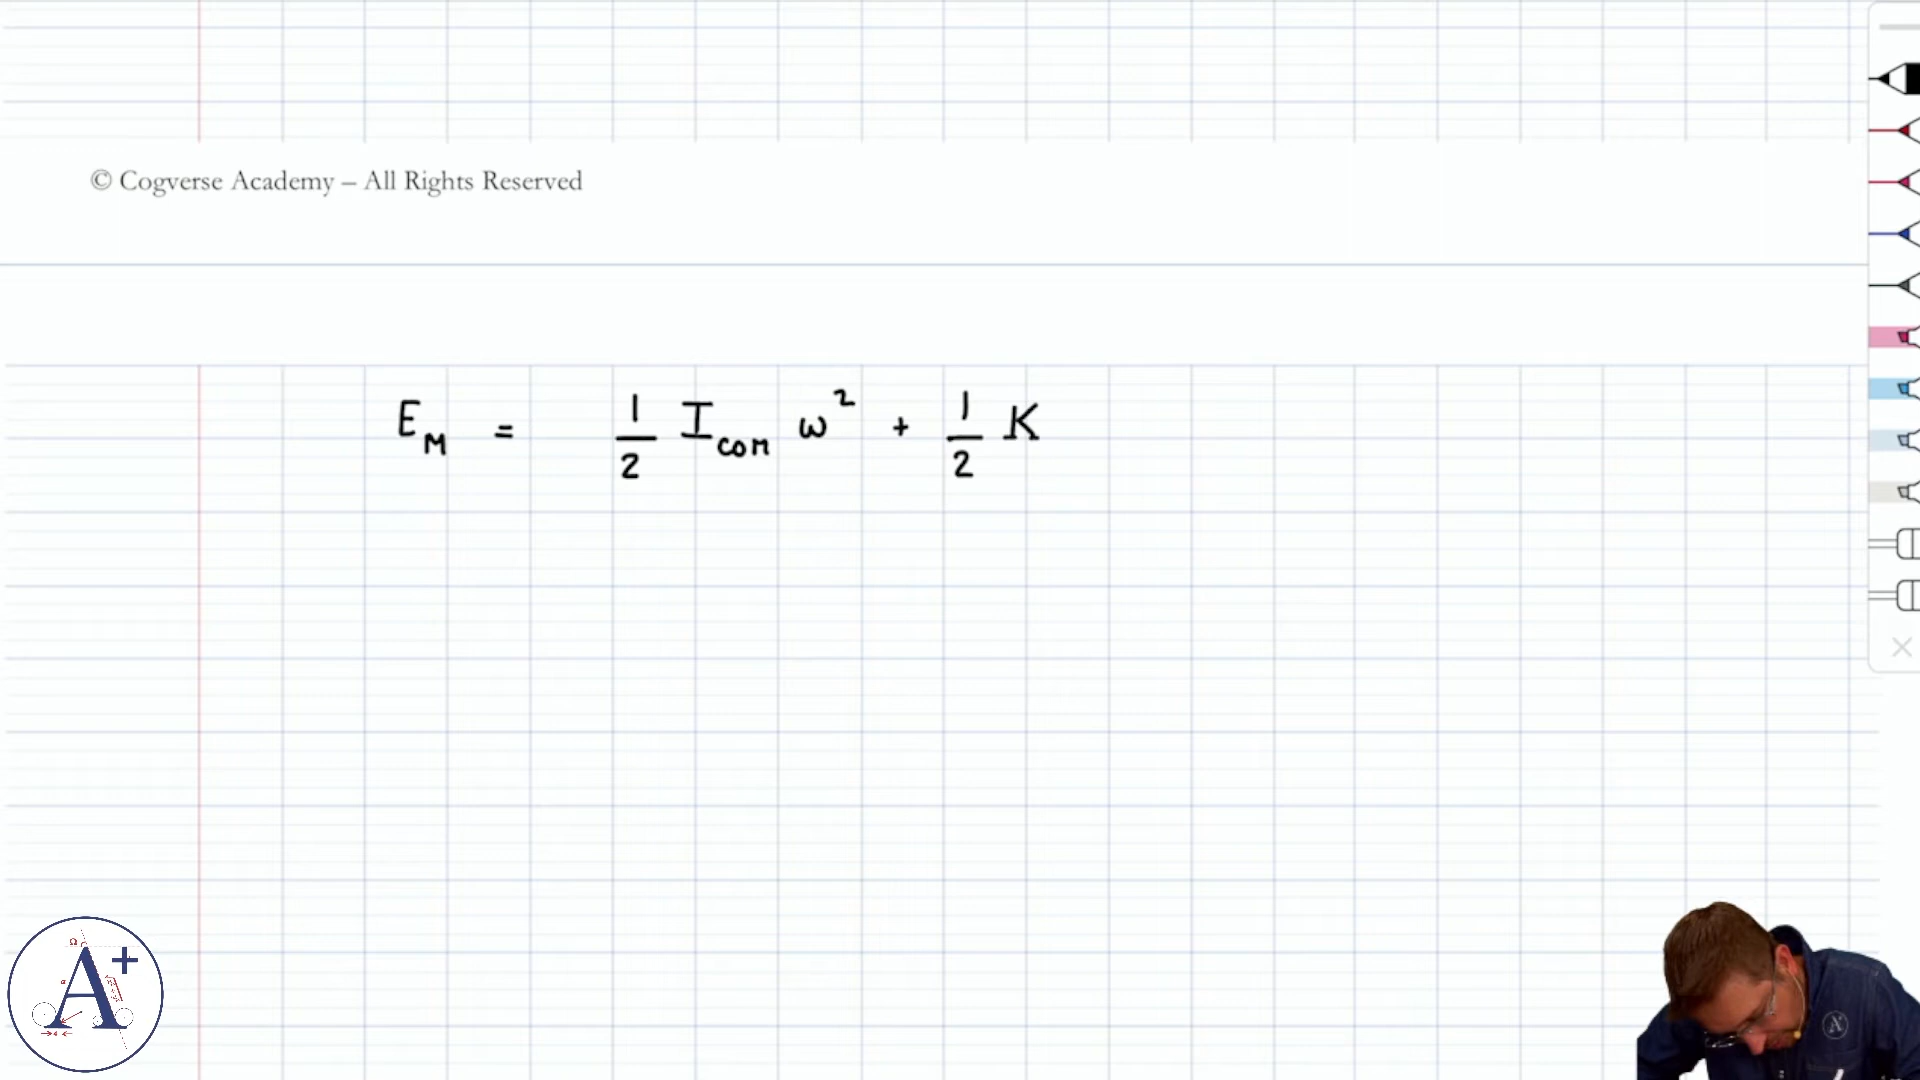 © Cogverse Academy – All Rights Reserved
E_M = 1/2 I_com ω² + 1/2 K
A+